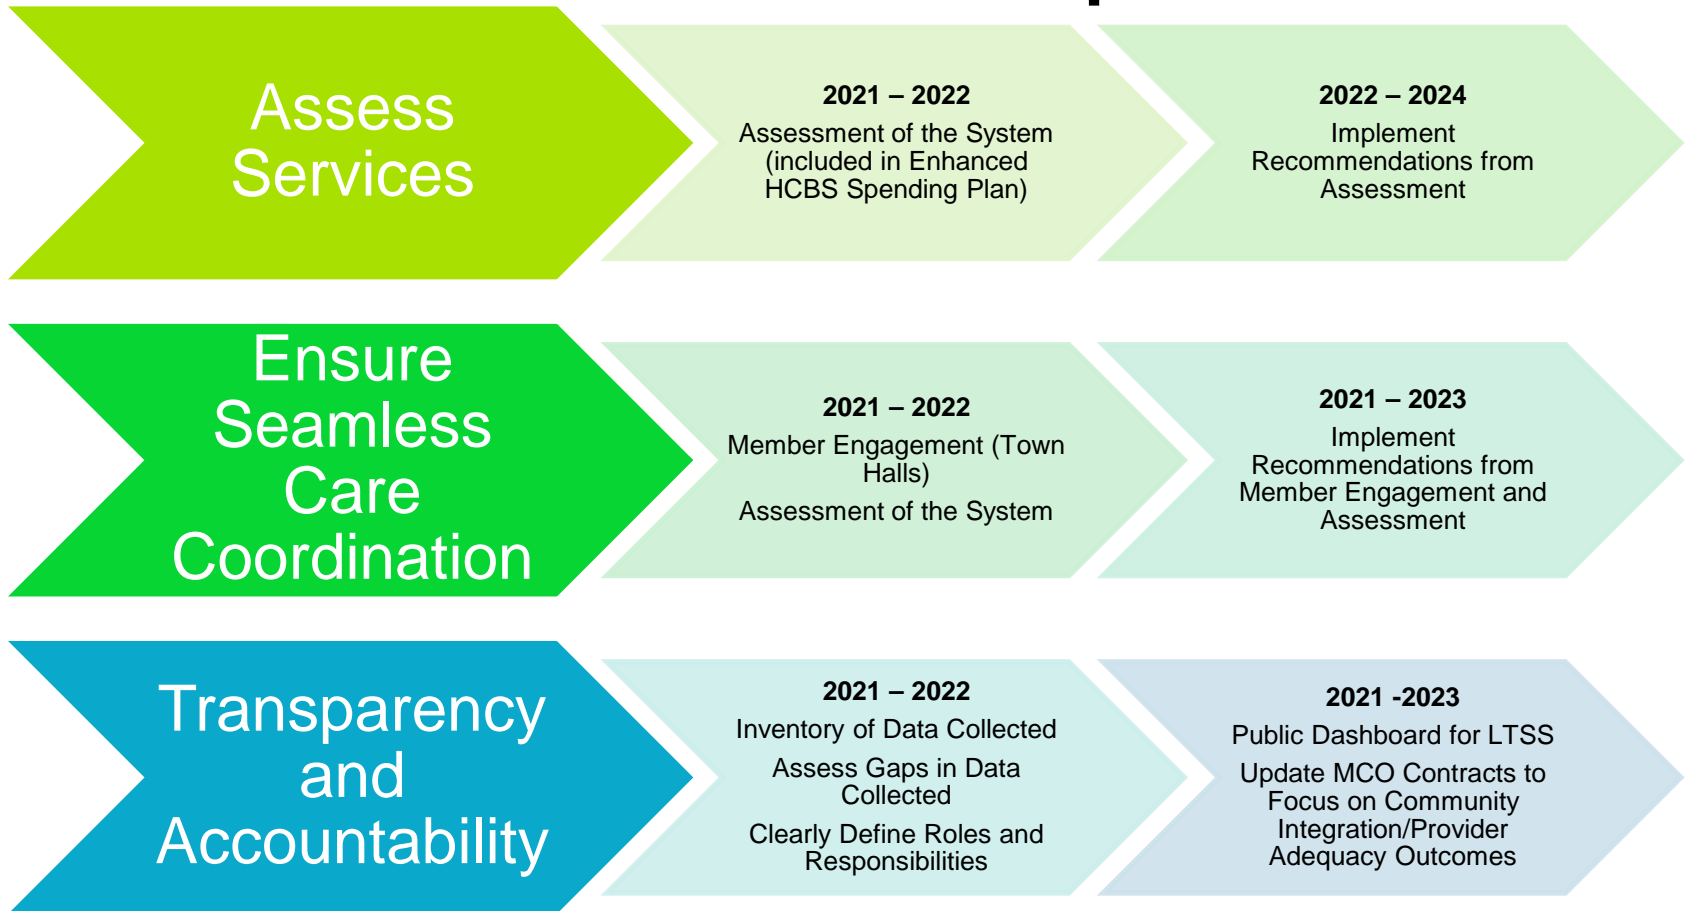 Assess
Services
2021 – 2022
Assessment of the System
(included in Enhanced
HCBS Spending Plan)
2022 – 2024
Implement
Recommendations from
Assessment
Ensure
Seamless
Care
Coordination
2021 – 2022
Member Engagement (Town
Halls)
Assessment of the System
2021 – 2023
Implement
Recommendations from
Member Engagement and
Assessment
Transparency
and
Accountability
2021 – 2022
Inventory of Data Collected
Assess Gaps in Data
Collected
Clearly Define Roles and
Responsibilities
2021 -2023
Public Dashboard for LTSS
Update MCO Contracts to
Focus on Community
Integration/Provider
Adequacy Outcomes